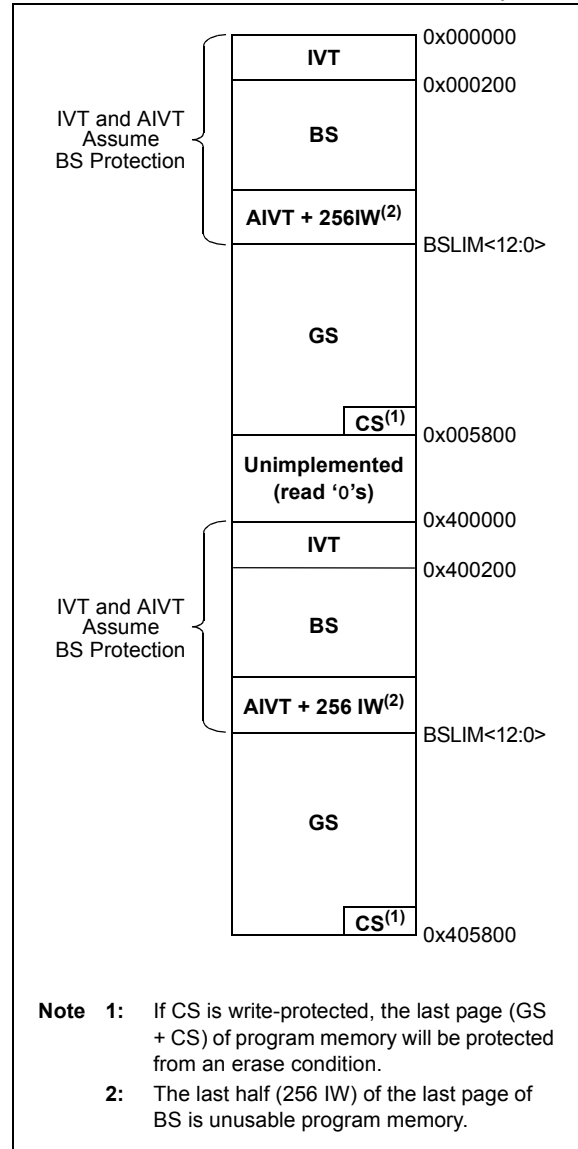 0x000000
IVT
0x000200
IVT and AIVT
Assume
BS Protection
BS
AIVT + 256IW(2)
BSLIM<12:0>
GS
CS(1)
0x005800
Unimplemented
(read ‘0’s)
0x400000
IVT
0x400200
IVT and AIVT
Assume
BS Protection
BS
AIVT + 256 IW(2)
BSLIM<12:0>
GS
CS(1)
0x405800
Note 1: If CS is write-protected, the last page (GS
+ CS) of program memory will be protected
from an erase condition.
2: The last half (256 IW) of the last page of
BS is unusable program memory.